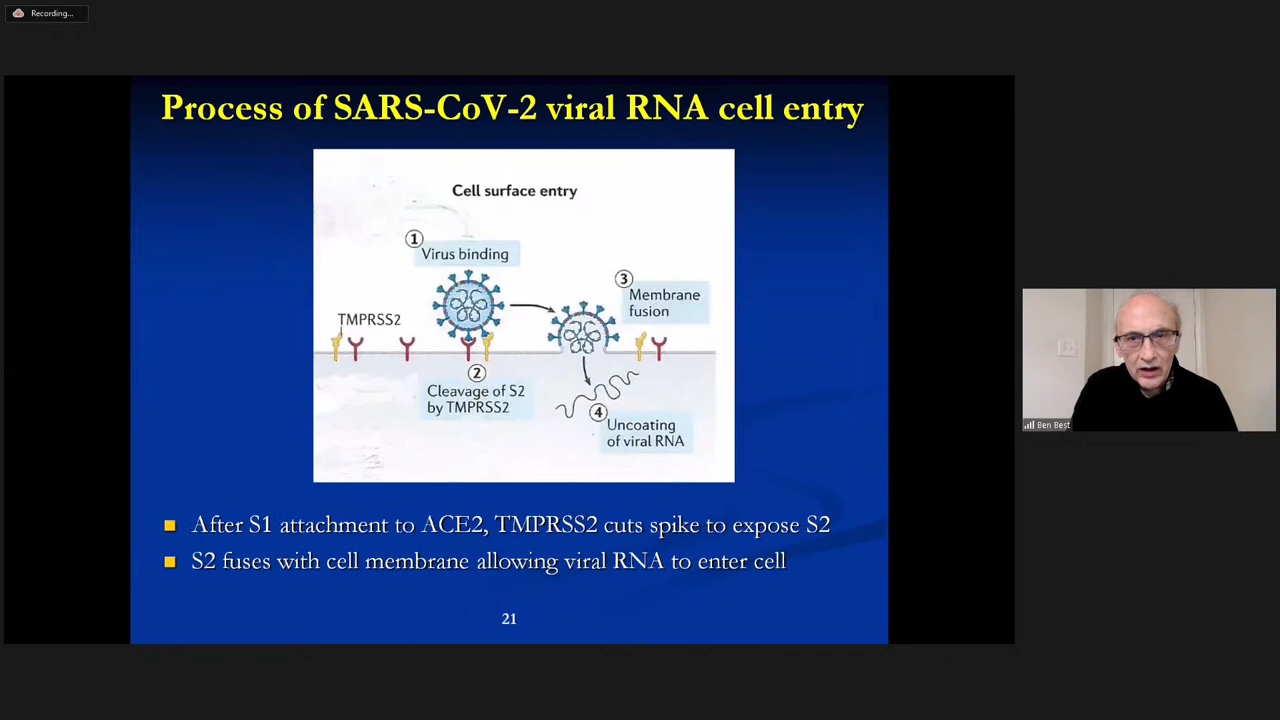 Recording...
Process of SARS-CoV-2 viral RNA cell entry
Cell surface entry
1
Virus binding
3
Membrane
fusion
TMPRSS2
2
Cleavage of S2
by TMPRSS2
4
Uncoating
of viral RNA
Ben Best
After S1 attachment to ACE2, TMPRSS2 cuts spike to expose S2
S2 fuses with cell membrane allowing viral RNA to enter cell
21